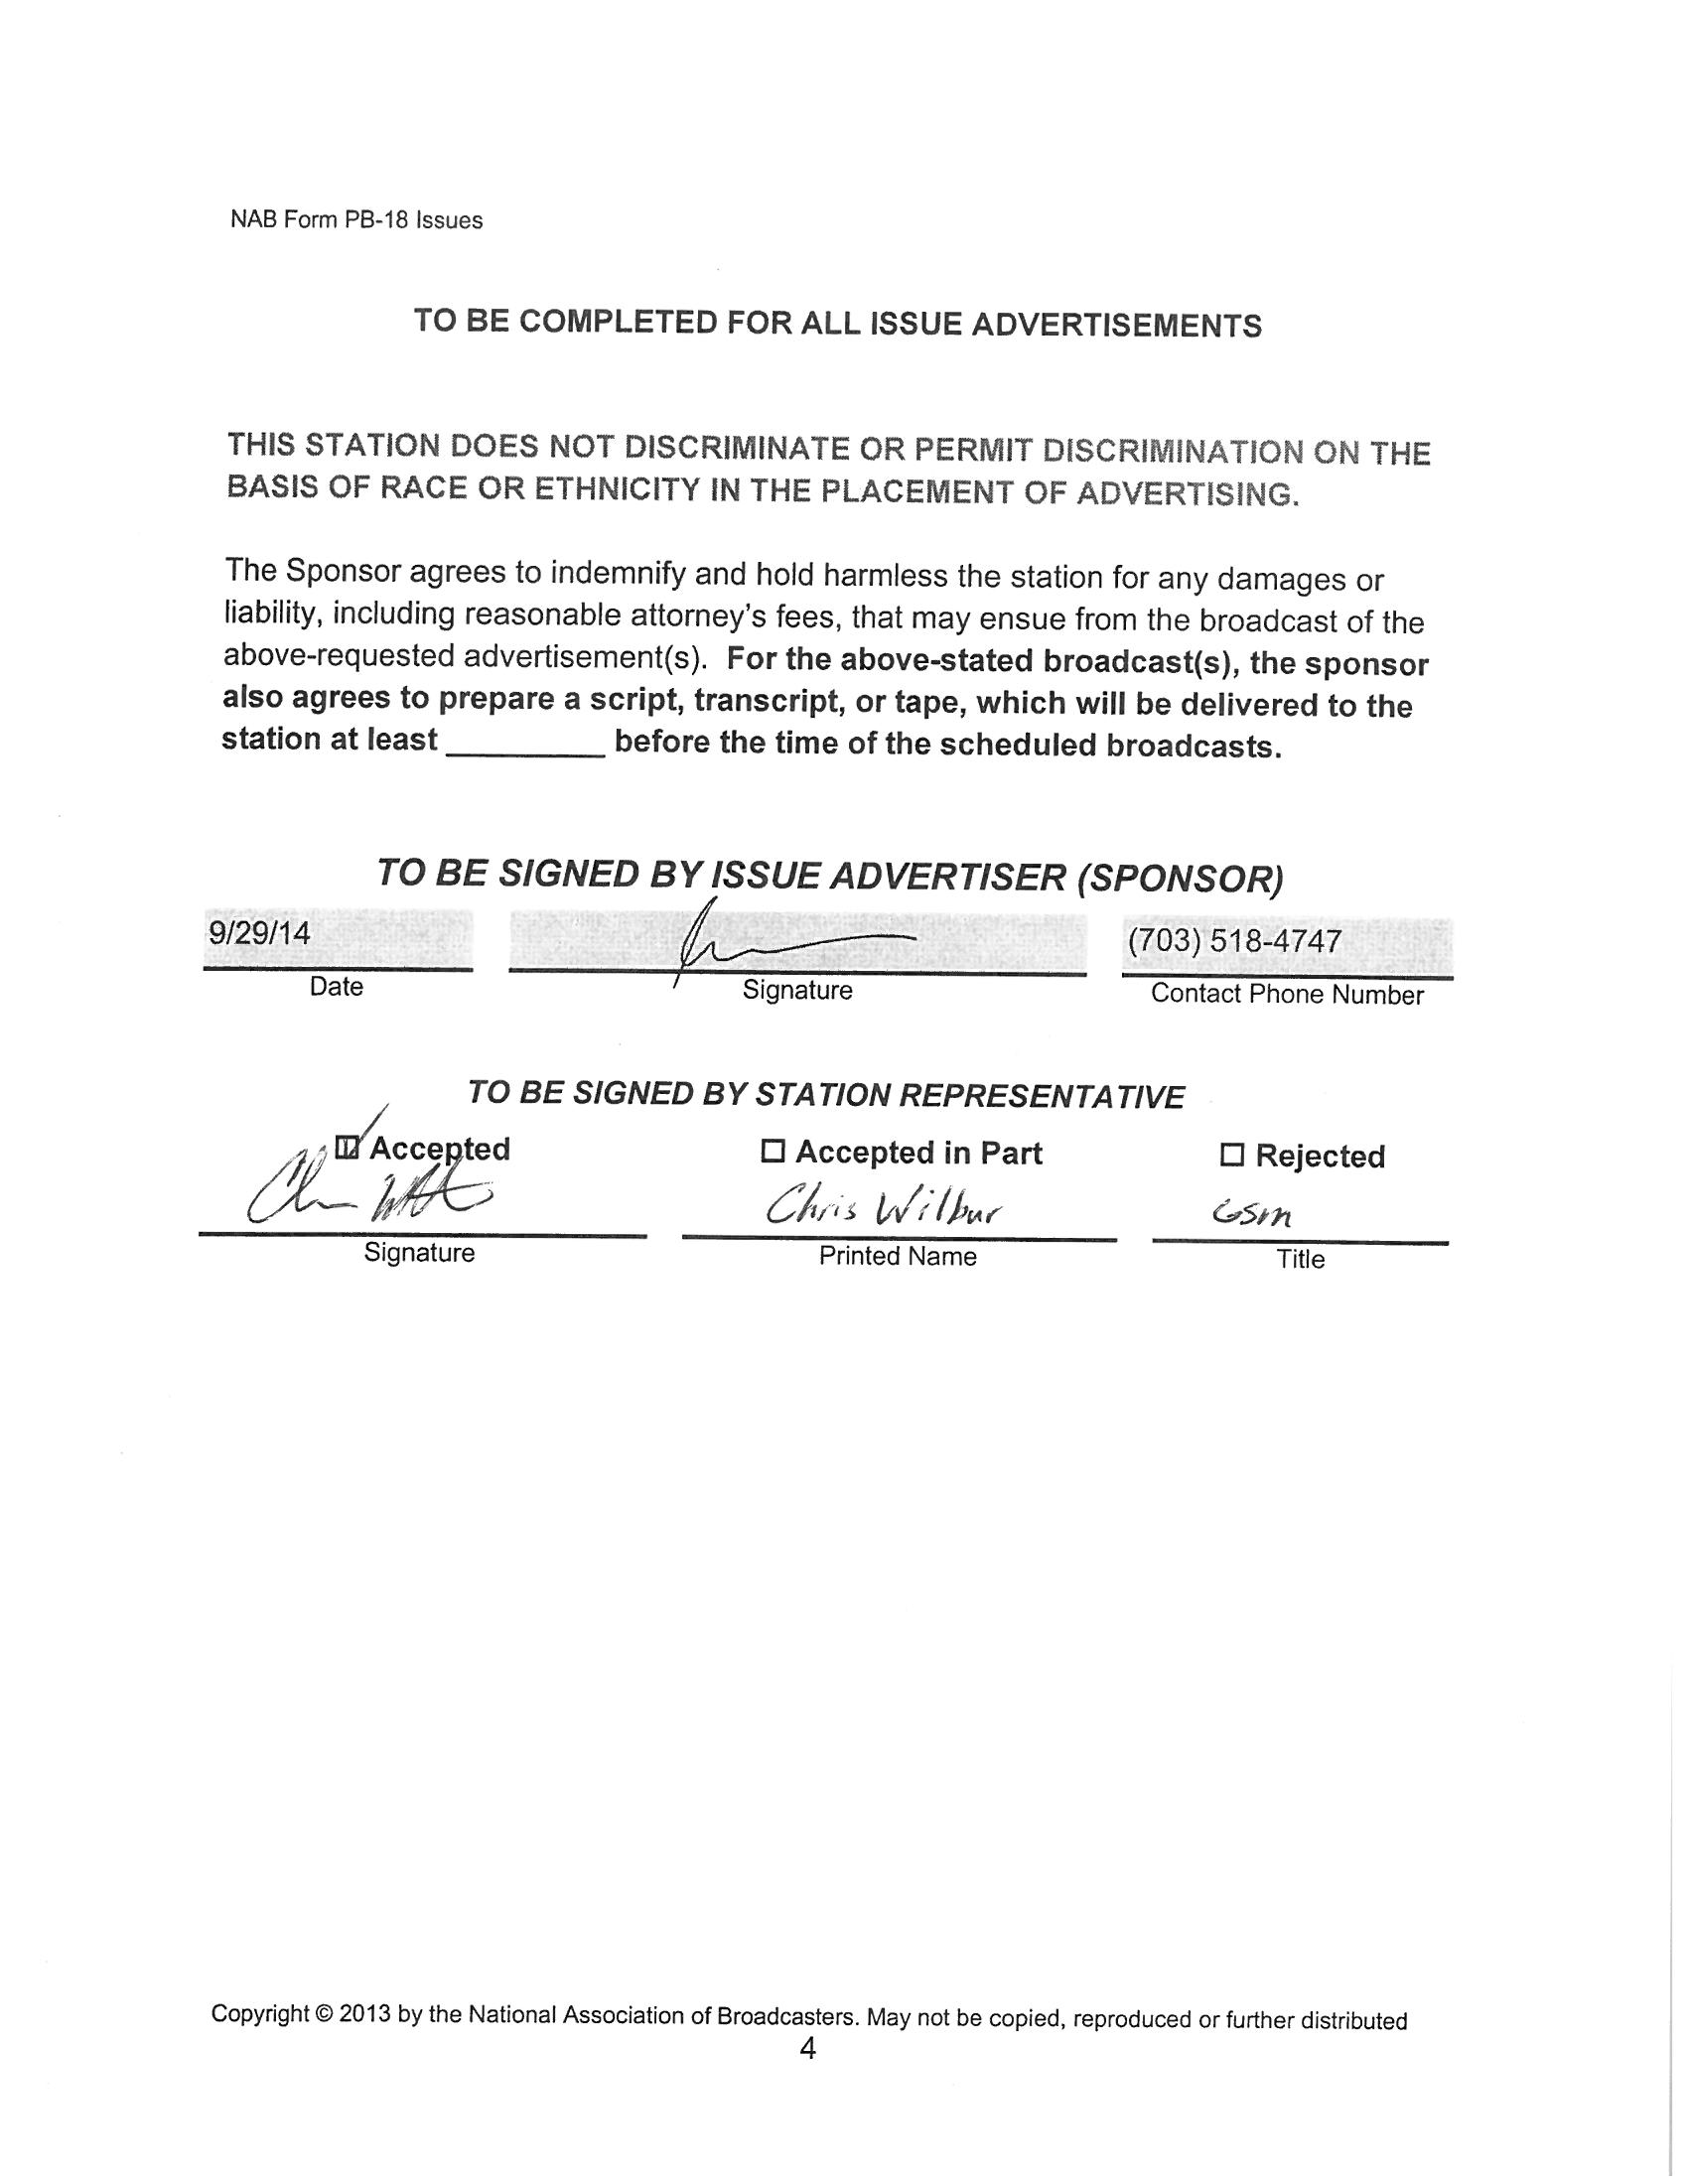 NAB Form PB-18 Issues
TO BE COMPLETED FOR ALL ISSUE ADVERTISEMENTS
THIS STATION DOES NOT DISCRIMINATE OR PERMIT DISCRIMINATION ON THE
BASIS OF RACE OR ETHNICITY IN THE PLACEMENT OF ADVERTISING.
The Sponsor agrees to indemnify and hold harmless the station for any damages or
liability, including reasonable attorney's fees, that may ensue from the broadcast of the
above-requested advertisement(s). For the above-stated broadcast(s), the sponsor
also agrees to prepare a script, transcript, or tape, which will be delivered to the
station at least _________ before the time of the scheduled broadcasts.
TO BE SIGNED BY ISSUE ADVERTISER (SPONSOR)
9/29/14 (703) 518-4747
Date Signature Contact Phone Number
TO BE SIGNED BY STATION REPRESENTATIVE
☑ Accepted ☐ Accepted in Part ☐ Rejected
Chris Wilbur GSM
Signature Printed Name Title
Copyright © 2013 by the National Association of Broadcasters. May not be copied, reproduced or further distributed
4